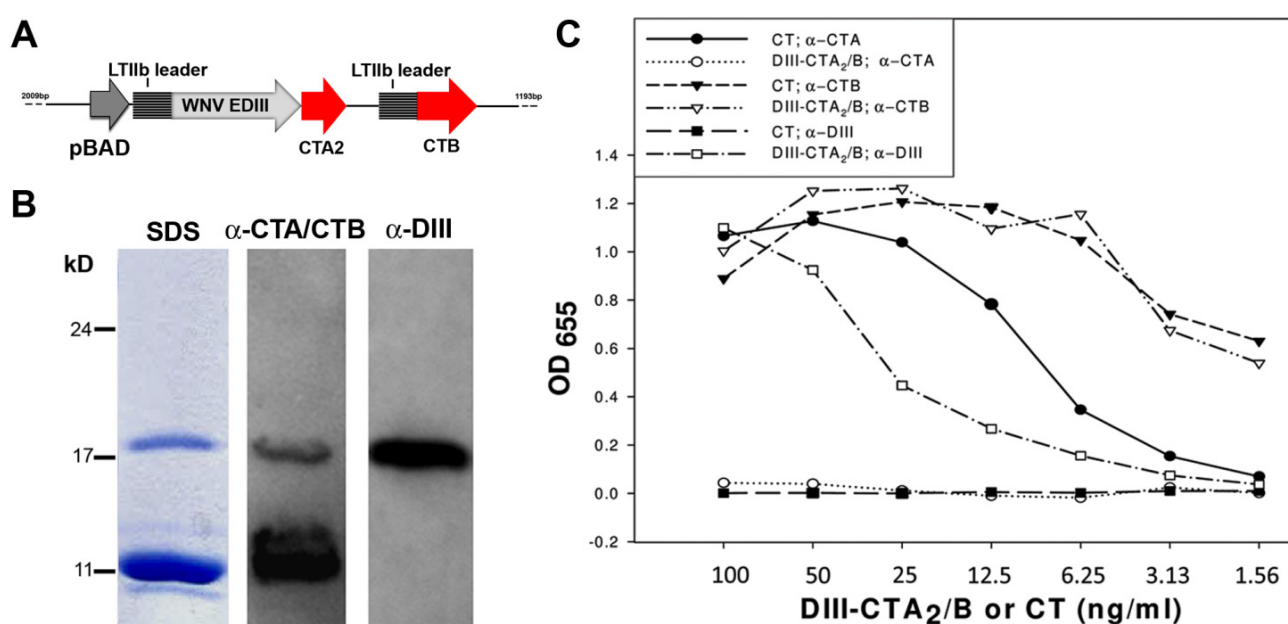 A
LTIIb leader
LTIIb leader
2009bp
WNV EDIII
1193bp
pBAD
CTA2
CTB
B
SDS α-CTA/CTB α-DIII
kD
24
17
11
C
CT; α-CTA
DIII-CTA₂/B; α-CTA
CT; α-CTB
DIII-CTA₂/B; α-CTB
CT; α-DIII
DIII-CTA₂/B; α-DIII
1.4
1.2
1.0
0.8
0.6
0.4
0.2
0.0
-0.2
OD 655
100 50 25 12.5 6.25 3.13 1.56
DIII-CTA₂/B or CT (ng/ml)